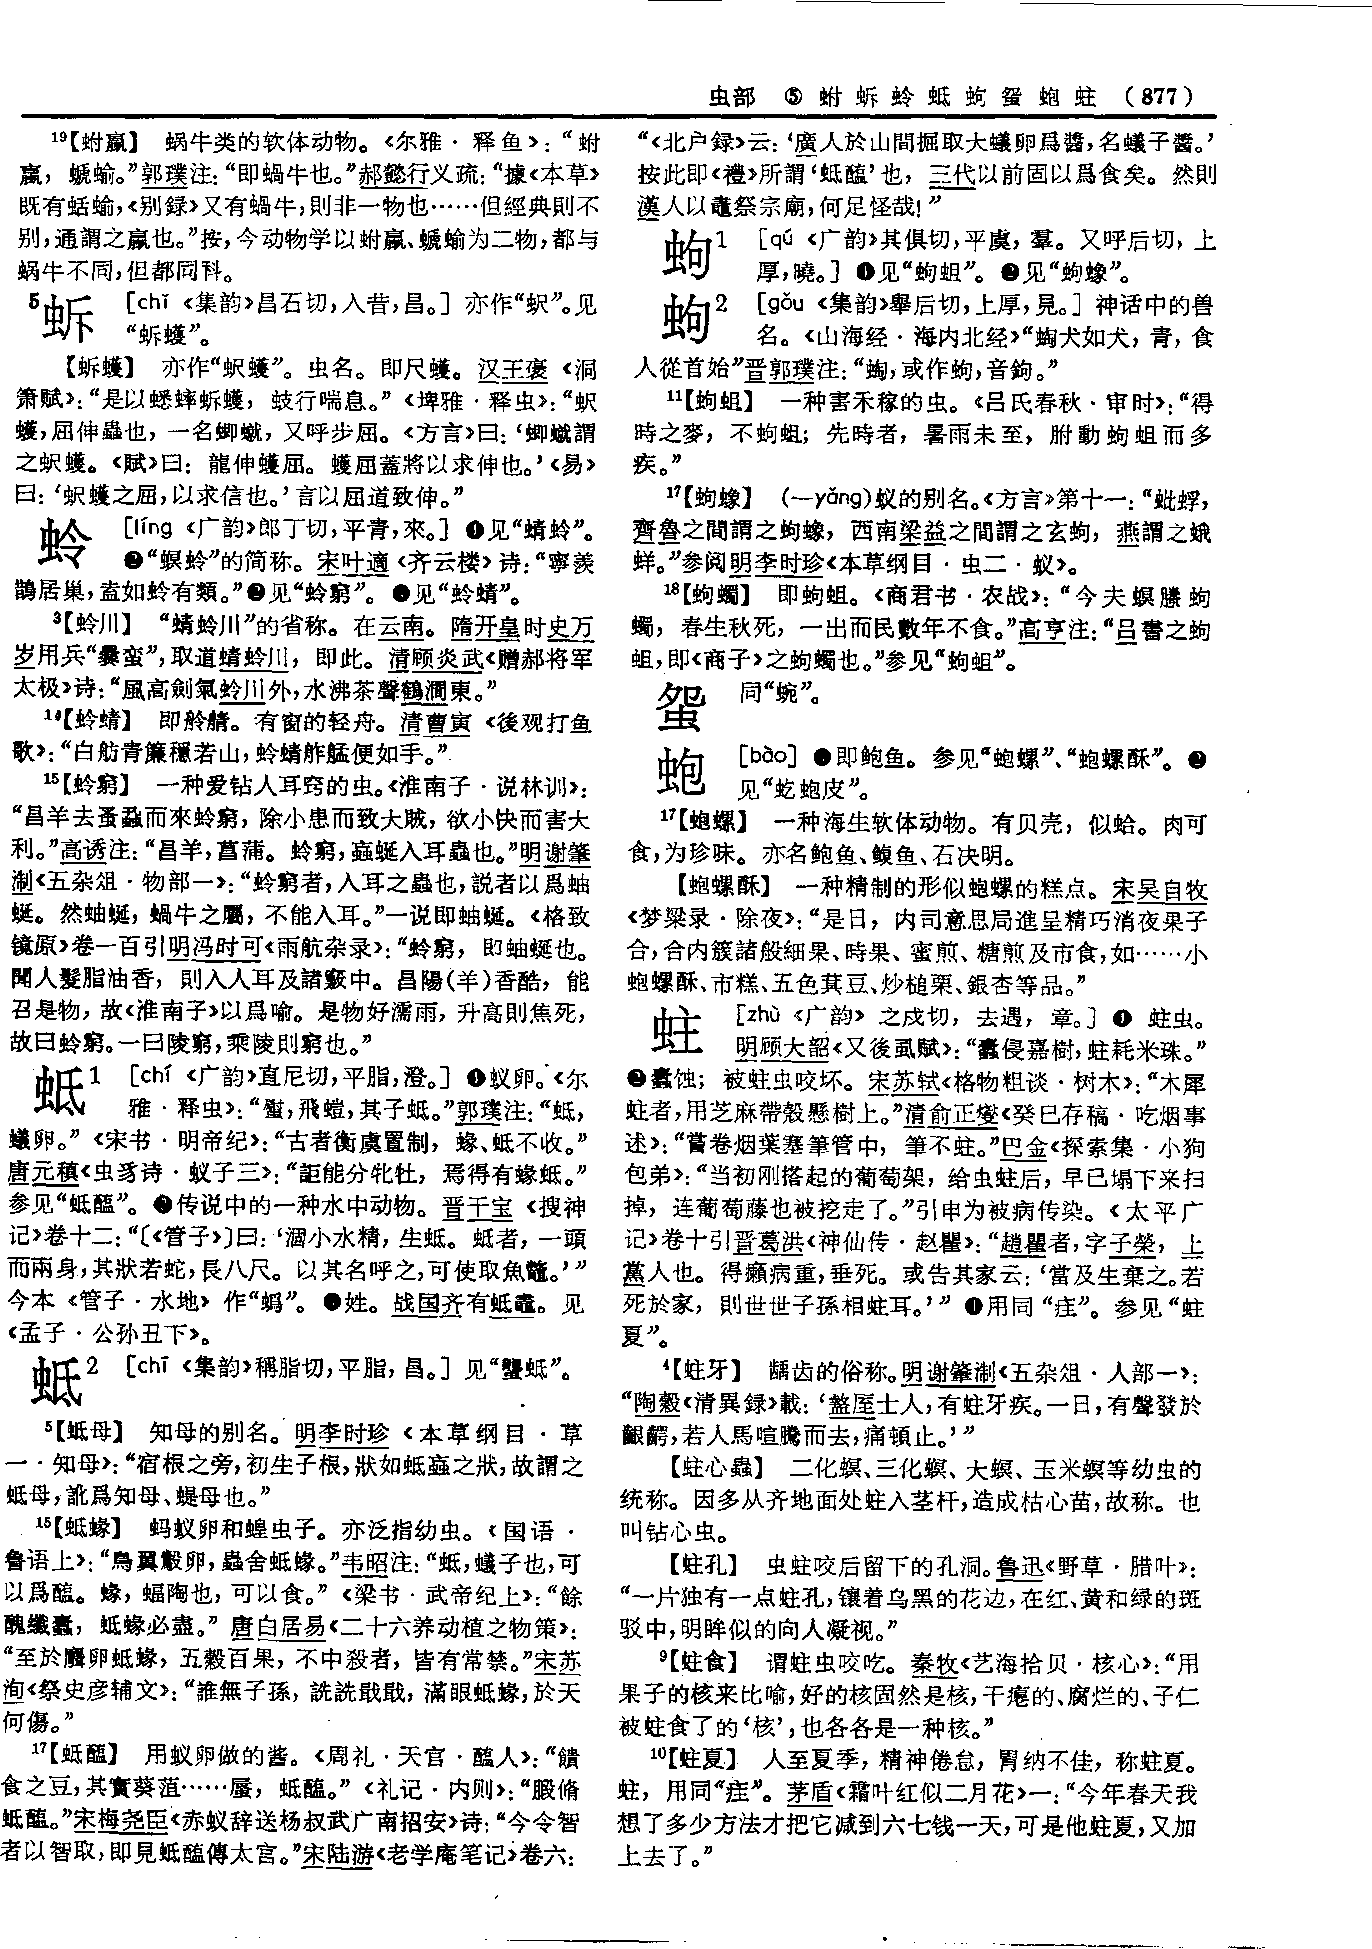 虫部 ⑤ 蚹 蚸 蛉 蚳 蚼 蛪 蚫 蛀 （877）
¹⁹【蚹蠃】 蜗牛类的软体动物。《尔雅·释鱼》：“蚹
蠃，螔蝓。”郭璞注：“即蝸牛也。”郝懿行义疏：“據《本草》
既有蛞蝓，《别録》又有蝸牛，則非一物也……但經典則不
别，通謂之蠃也。”按，今动物学以蚹蠃、螔蝓为二物，都与
蜗牛不同，但都同科。
⁵蚸 ［chǐ 《集韵》昌石切，入昔，昌。］ 亦作“蚇”。见
“蚸蠖”。
【蚸蠖】 亦作“蚇蠖”。虫名。即尺蠖。汉王褒《洞
箫赋》：“是以蟋蟀蚸蠖，蚑行喘息。”《埤雅·释虫》：“蚇
蠖，屈伸蟲也，一名蝍䗩，又呼步屈。《方言》曰：‘蝍䗩謂
之蚇蠖。《賦》曰：龍伸蠖屈。蠖屈蓋將以求伸也。’《易》
曰：‘蚇蠖之屈，以求信也。’言以屈道致伸。”
蛉 ［líng 《广韵》郎丁切，平青，來。］ ❶见“蜻蛉”。
❷“螟蛉”的简称。宋叶適《齐云楼》诗：“寧羨
鵲居巢，盍如蛉有類。”❸见“蛉窮”。❹见“蛉蜻”。
³【蛉川】 “蜻蛉川”的省称。在云南。隋开皇时史万
岁用兵“爨蛮”，取道蜻蛉川，即此。清顾炎武《赠郝将军
太极》诗：“風高劍氣蛉川外，水沸茶聲鶴澗東。”
¹⁴【蛉蜻】 即舲艈。有窗的轻舟。清曹寅《後观打鱼
歌》：“白舫青簾穩若山，蛉蜻舴艋便如手。”
¹⁵【蛉窮】 一种爱钻人耳窍的虫。《淮南子·说林训》：
“昌羊去蚤蝨而來蛉窮，除小患而致大賊，欲小快而害大
利。”高诱注：“昌羊，菖蒲。蛉窮，蝹蜒入耳蟲也。”明谢肇
淛《五杂俎·物部一》：“蛉窮者，入耳之蟲也，説者以爲蚰
蜒。然蚰蜒，蝸牛之屬，不能入耳。”一说即蚰蜒。《格致
镜原》卷一百引明冯时可《雨航杂录》：“蛉窮，即蚰蜒也。
聞人髮脂油香，則入人耳及諸竅中。昌陽(羊)香酷，能
召是物，故《淮南子》以爲喻。是物好濡雨，升高則焦死，
故曰蛉窮。一曰陵窮，乘陵則窮也。”
蚳¹ ［chí 《广韵》直尼切，平脂，澄。］ ❶蚁卵。《尔
雅·释虫》：“螱，飛螘，其子蚳。”郭璞注：“蚳，
蟻卵。”《宋书·明帝纪》：“古者衡虞置制，蝝、蚳不收。”
唐元稹《虫豸诗·蚁子三》：“詎能分牝牡，焉得有蝝蚳。”
参见“蚳醢”。❷传说中的一种水中动物。晋干宝《搜神
记》卷十二：“〔《管子》〕曰：‘涸小水精，生蚳。蚳者，一頭
而兩身，其狀若蛇，長八尺。以其名呼之，可使取魚鼈。’”
今本《管子·水地》作“蟡”。❸姓。战国齐有蚳鼃。见
《孟子·公孙丑下》。
蚳² ［chī 《集韵》稱脂切，平脂，昌。］ 见“蠪蚳”。
⁵【蚳母】 知母的别名。明李时珍《本草纲目·草
一·知母》：“宿根之旁，初生子根，狀如蚳蝱之狀，故謂之
蚳母，訛爲知母、蝭母也。”
¹⁵【蚳蝝】 蚂蚁卵和蝗虫子。亦泛指幼虫。《国语·
鲁语上》：“鳥翼鷇卵，蟲舍蚳蝝。”韦昭注：“蚳，蟻子也，可
以爲醢。蝝，蝠陶也，可以食。”《梁书·武帝纪上》：“餘
醜纖蠹，蚳蝝必盡。”唐白居易《二十六养动植之物策》：
“至於麛卵蚳蝝，五穀百果，不中殺者，皆有常禁。”宋苏
洵《祭史彦辅文》：“誰無子孫，詵詵戢戢，滿眼蚳蝝，於天
何傷。”
¹⁷【蚳醢】 用蚁卵做的酱。《周礼·天官·醢人》：“饋
食之豆，其實葵菹……蜃，蚳醢。”《礼记·内则》：“腶脩
蚳醢。”宋梅尧臣《赤蚁辞送杨叔武广南招安》诗：“今令智
者以智取，即見蚳醢傳太官。”宋陆游《老学庵笔记》卷六：
“《北户録》云：‘廣人於山間掘取大蟻卵爲醬，名蟻子醬。’
按此即《禮》所謂‘蚳醢’也，三代以前固以爲食矣。然則
漢人以鼃祭宗廟，何足怪哉！”
蚼¹ ［qú 《广韵》其俱切，平虞，羣。又呼后切，上
厚，曉。］ ❶见“蚼蛆”。❷见“蚼蟓”。
蚼² ［gǒu 《集韵》舉后切，上厚，見。］ 神话中的兽
名。《山海经·海内北经》“蜪犬如犬，青，食
人從首始”晋郭璞注：“蜪，或作蚼，音鉤。”
¹¹【蚼蛆】 一种害禾稼的虫。《吕氏春秋·审时》：“得
時之麥，不蚼蛆；先時者，暑雨未至，胕動蚼蛆而多
疾。”
¹⁷【蚼蟓】 (—yǎng)蚁的别名。《方言》第十一：“蚍蜉，
齊魯之間謂之蚼蟓，西南梁益之間謂之玄蚼，燕謂之蛾
蛘。”参阅明李时珍《本草纲目·虫二·蚁》。
¹⁸【蚼蠋】 即蚼蛆。《商君书·农战》：“今夫螟螣蚼
蠋，春生秋死，一出而民數年不食。”高亨注：“吕書之蚼
蛆，即《商子》之蚼蠋也。”参见“蚼蛆”。
同“蜿”。
蚫 ［bào］ ❶即鲍鱼。参见“蚫螺”、“蚫螺酥”。❷
见“虼蚫皮”。
¹⁷【蚫螺】 一种海生软体动物。有贝壳，似蛤。肉可
食，为珍味。亦名鲍鱼、鳆鱼、石决明。
【蚫螺酥】 一种精制的形似蚫螺的糕点。宋吴自牧
《梦粱录·除夜》：“是日，内司意思局進呈精巧消夜果子
合，合内簇諸般細果、時果、蜜煎、糖煎及市食，如……小
蚫螺酥、市糕、五色萁豆、炒槌栗、銀杏等品。”
蛀 ［zhù 《广韵》之戍切，去遇，章。］ ❶蛀虫。
明顾大韶《又後虱赋》：“蠹侵嘉樹，蛀耗米珠。”
❷蠹蚀；被蛀虫咬坏。宋苏轼《格物粗谈·树木》：“木犀
蛀者，用芝麻帶殼懸樹上。”清俞正燮《癸巳存稿·吃烟事
述》：“嘗卷烟葉塞筆管中，筆不蛀。”巴金《探索集·小狗
包弟》：“当初刚搭起的葡萄架，给虫蛀后，早已塌下来扫
掉，连葡萄藤也被挖走了。”引申为被病传染。《太平广
记》卷十引晋葛洪《神仙传·赵瞿》：“趙瞿者，字子榮，上
黨人也。得癩病重，垂死。或告其家云：‘當及生棄之。若
死於家，則世世子孫相蛀耳。’” ❸用同“疰”。参见“蛀
夏”。
⁴【蛀牙】 龋齿的俗称。明谢肇淛《五杂俎·人部一》：
“陶穀《清異録》載：‘盩厔士人，有蛀牙疾。一日，有聲發於
齦齶，若人馬喧騰而去，痛頓止。’”
【蛀心蟲】 二化螟、三化螟、大螟、玉米螟等幼虫的
统称。因多从齐地面处蛀入茎杆，造成枯心苗，故称。也
叫钻心虫。
【蛀孔】 虫蛀咬后留下的孔洞。鲁迅《野草·腊叶》：
“一片独有一点蛀孔，镶着乌黑的花边，在红、黄和绿的斑
驳中，明眸似的向人凝视。”
⁹【蛀食】 谓蛀虫咬吃。秦牧《艺海拾贝·核心》：“用
果子的核来比喻，好的核固然是核，干瘪的、腐烂的、子仁
被蛀食了的‘核’，也各各是一种核。”
¹⁰【蛀夏】 人至夏季，精神倦怠，胃纳不佳，称蛀夏。
蛀，用同“疰”。茅盾《霜叶红似二月花》一：“今年春天我
想了多少方法才把它减到六七钱一天，可是他蛀夏，又加
上去了。”